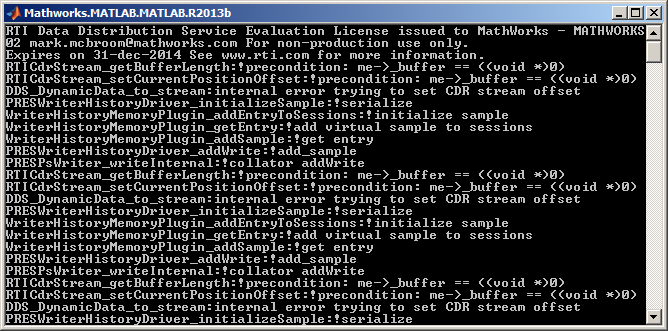 Mathworks.MATLAB.MATLAB.R2013b
RTI Data Distribution Service Evaluation License issued to MathWorks - MATHWORKS
02 mark.mcbroom@mathworks.com For non-production use only.
Expires on 31-dec-2014 See www.rti.com for more information.
RTICdrStream_getBufferLength:!precondition: me->_buffer == ((void *)0)
RTICdrStream_setCurrentPositionOffset:!precondition: me->_buffer == ((void *)0)
DDS_DynamicData_to_stream:internal error trying to set CDR stream offset
PRESWriterHistoryDriver_initializeSample:!serialize
WriterHistoryMemoryPlugin_addEntryToSessions:!initialize sample
WriterHistoryMemoryPlugin_getEntry:!add virtual sample to sessions
WriterHistoryMemoryPlugin_addSample:!get entry
PRESWriterHistoryDriver_addWrite:!add_sample
PRESPsWriter_writeInternal:!collator addWrite
RTICdrStream_getBufferLength:!precondition: me->_buffer == ((void *)0)
RTICdrStream_setCurrentPositionOffset:!precondition: me->_buffer == ((void *)0)
DDS_DynamicData_to_stream:internal error trying to set CDR stream offset
PRESWriterHistoryDriver_initializeSample:!serialize
WriterHistoryMemoryPlugin_addEntryToSessions:!initialize sample
WriterHistoryMemoryPlugin_getEntry:!add virtual sample to sessions
WriterHistoryMemoryPlugin_addSample:!get entry
PRESWriterHistoryDriver_addWrite:!add_sample
PRESPsWriter_writeInternal:!collator addWrite
RTICdrStream_getBufferLength:!precondition: me->_buffer == ((void *)0)
RTICdrStream_setCurrentPositionOffset:!precondition: me->_buffer == ((void *)0)
DDS_DynamicData_to_stream:internal error trying to set CDR stream offset
PRESWriterHistoryDriver_initializeSample:!serialize